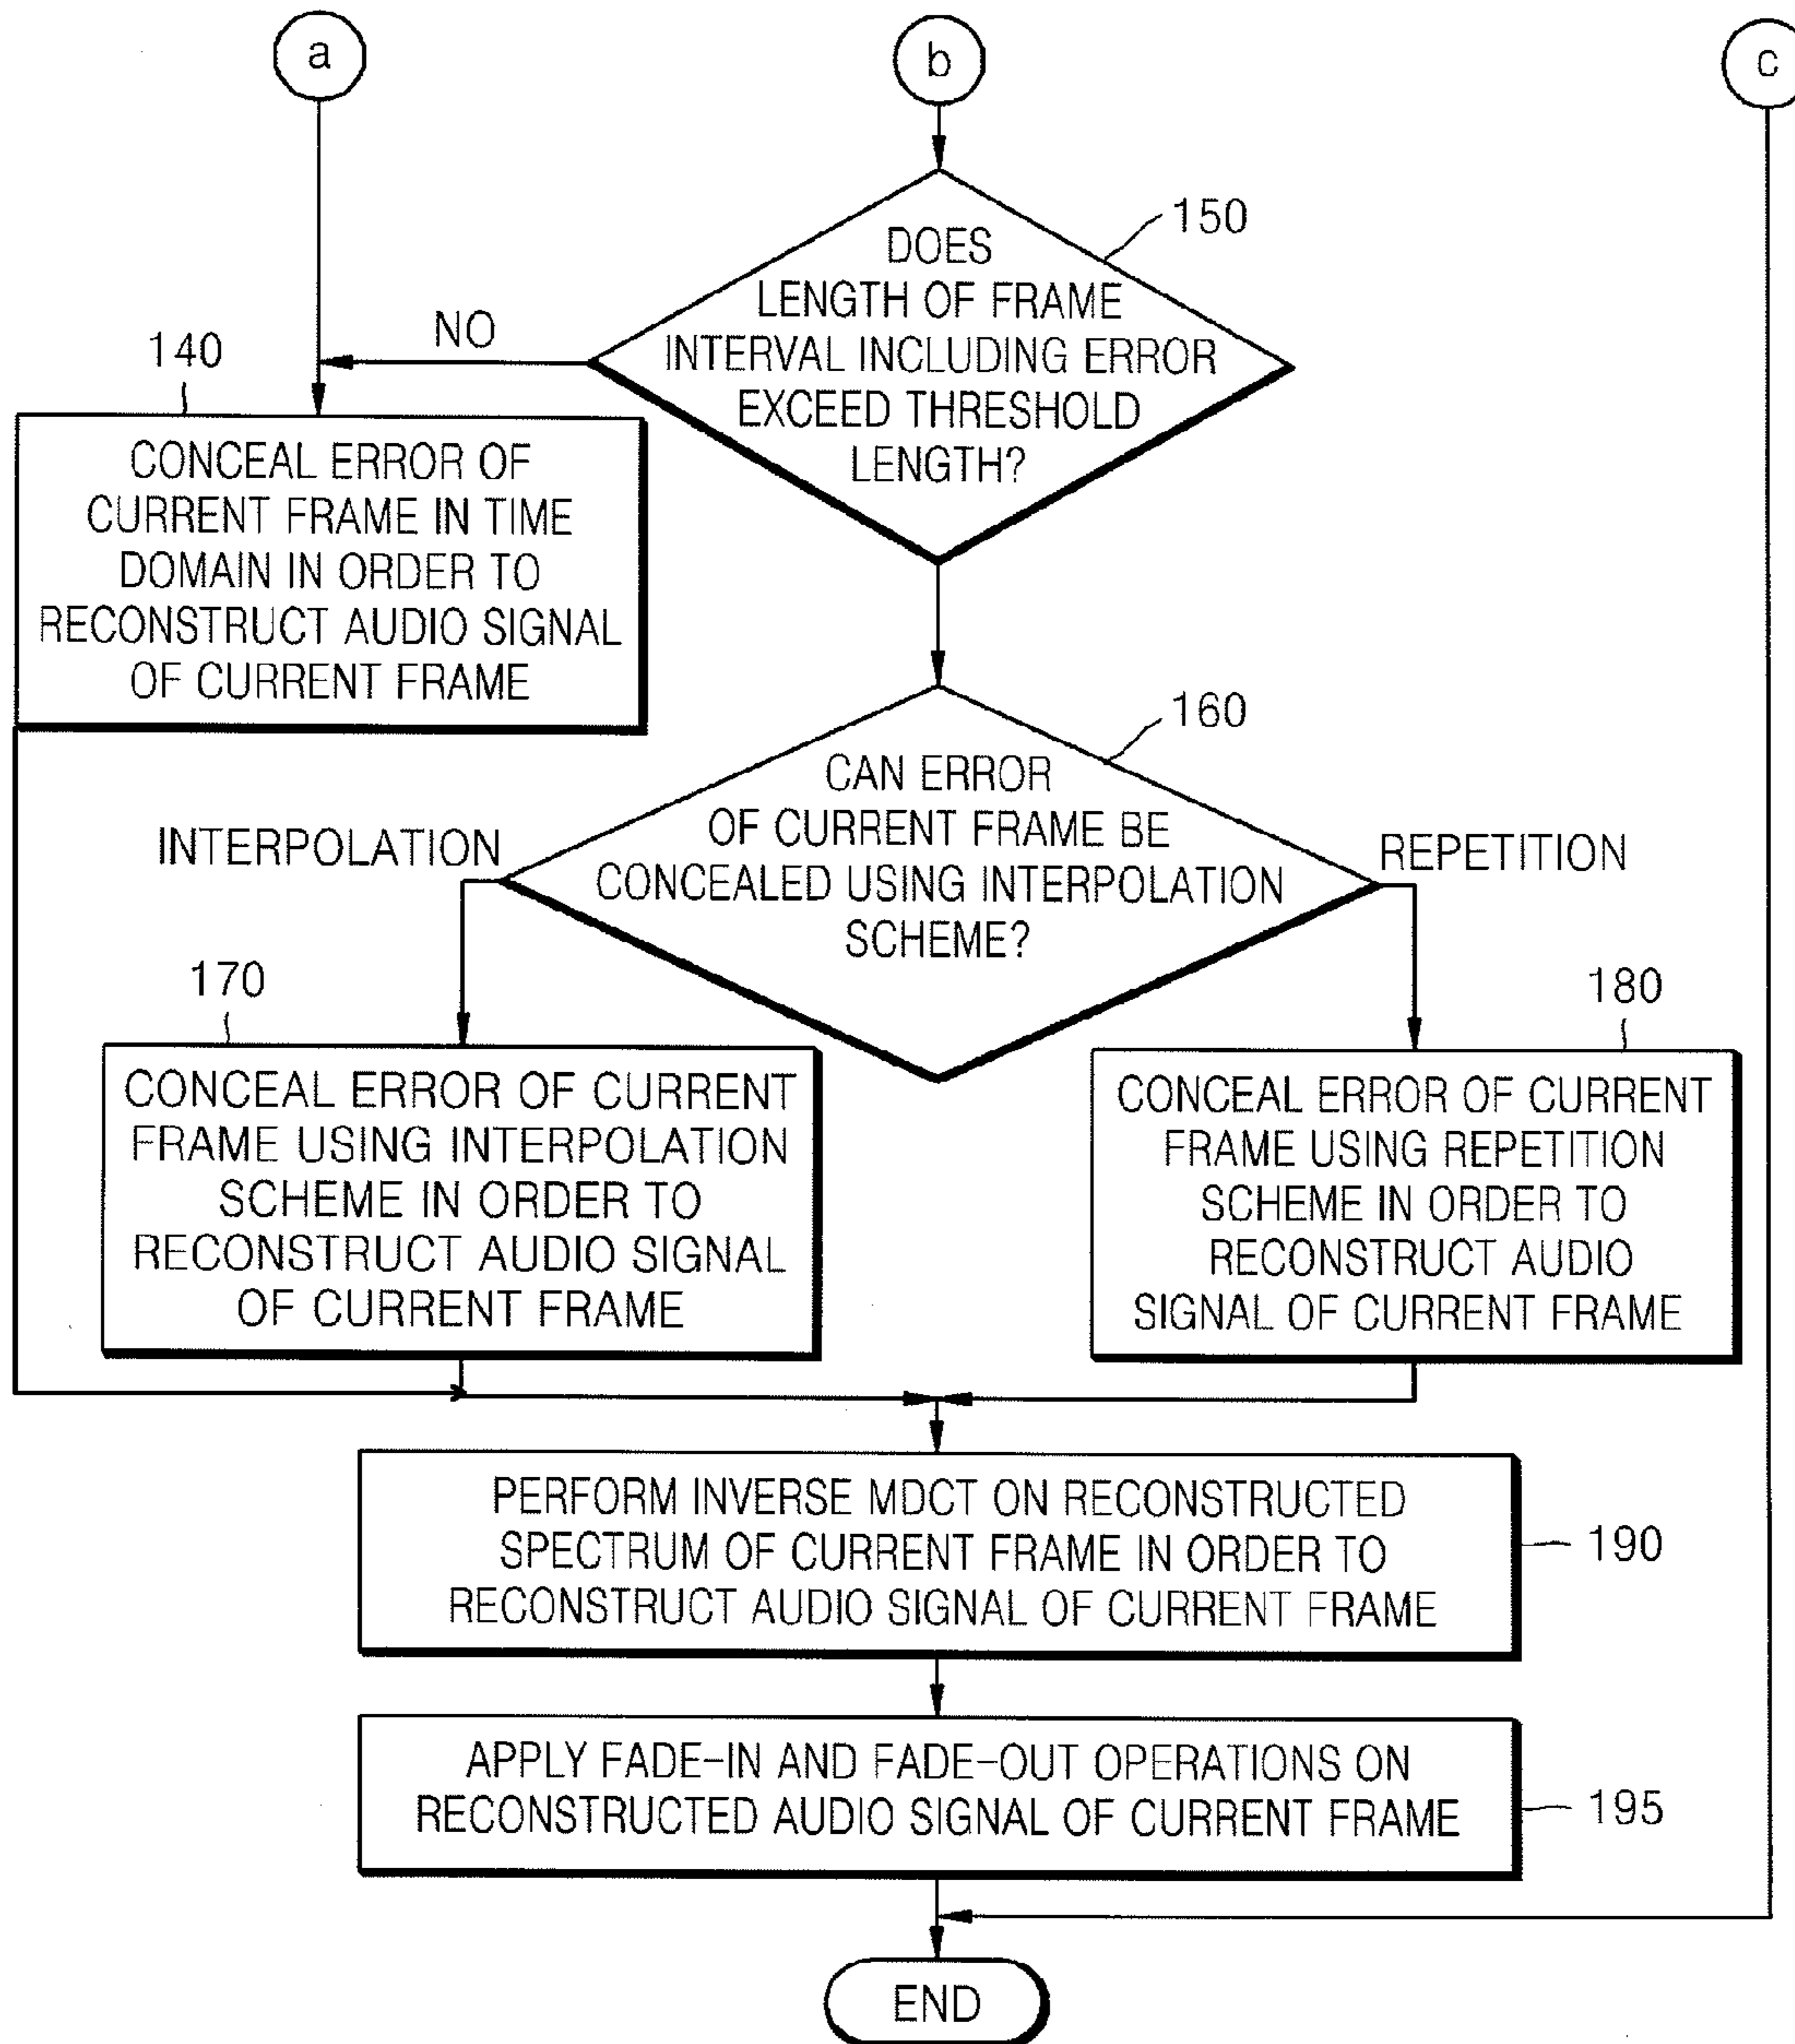 a
b
c
150
DOES
LENGTH OF FRAME
INTERVAL INCLUDING ERROR
EXCEED THRESHOLD
LENGTH?
NO
140
CONCEAL ERROR OF
CURRENT FRAME IN TIME
DOMAIN IN ORDER TO
RECONSTRUCT AUDIO SIGNAL
OF CURRENT FRAME
160
CAN ERROR
OF CURRENT FRAME BE
CONCEALED USING INTERPOLATION
SCHEME?
INTERPOLATION
REPETITION
170
CONCEAL ERROR OF CURRENT
FRAME USING INTERPOLATION
SCHEME IN ORDER TO
RECONSTRUCT AUDIO SIGNAL
OF CURRENT FRAME
180
CONCEAL ERROR OF CURRENT
FRAME USING REPETITION
SCHEME IN ORDER TO
RECONSTRUCT AUDIO
SIGNAL OF CURRENT FRAME
PERFORM INVERSE MDCT ON RECONSTRUCTED
SPECTRUM OF CURRENT FRAME IN ORDER TO
RECONSTRUCT AUDIO SIGNAL OF CURRENT FRAME
190
APPLY FADE-IN AND FADE-OUT OPERATIONS ON
RECONSTRUCTED AUDIO SIGNAL OF CURRENT FRAME
195
END